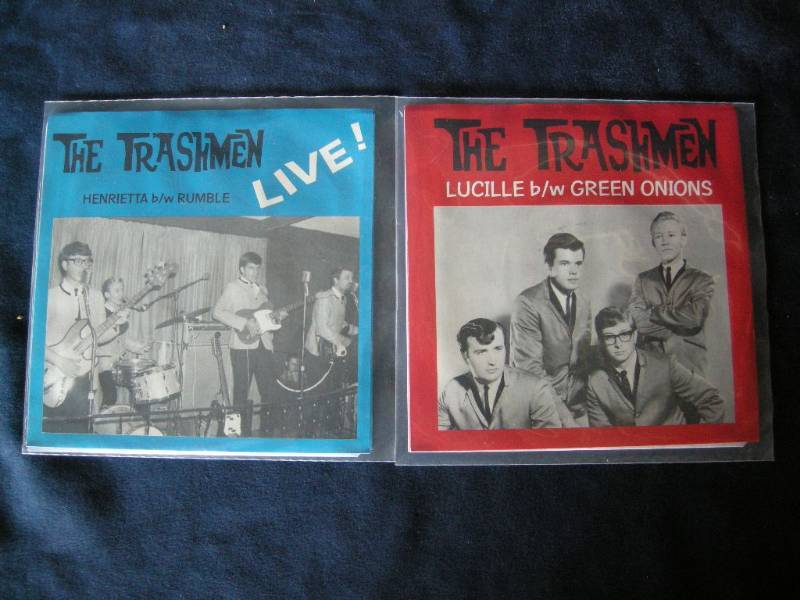 THE TRASHMEN
LIVE!
HENRIETTA b/w RUMBLE
THE TRASHMEN
LUCILLE b/w GREEN ONIONS